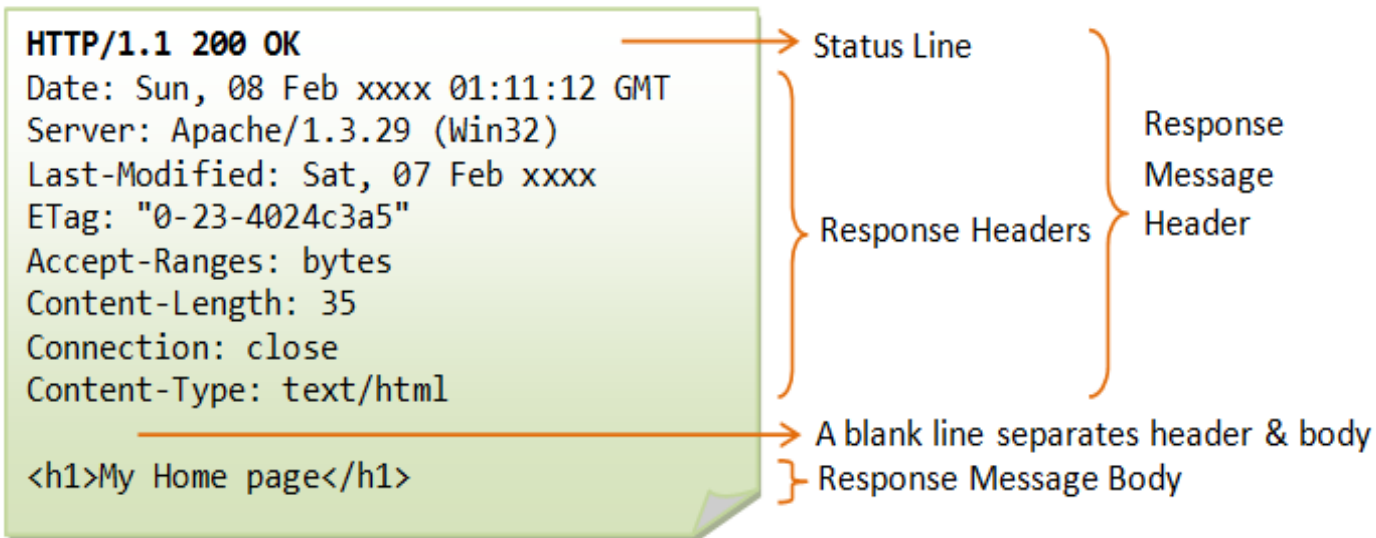 HTTP/1.1 200 OK
Date: Sun, 08 Feb xxxx 01:11:12 GMT
Server: Apache/1.3.29 (Win32)
Last-Modified: Sat, 07 Feb xxxx
ETag: "0-23-4024c3a5"
Accept-Ranges: bytes
Content-Length: 35
Connection: close
Content-Type: text/html
<h1>My Home page</h1>
Status Line
Response Headers
Response
Message
Header
A blank line separates header & body
Response Message Body